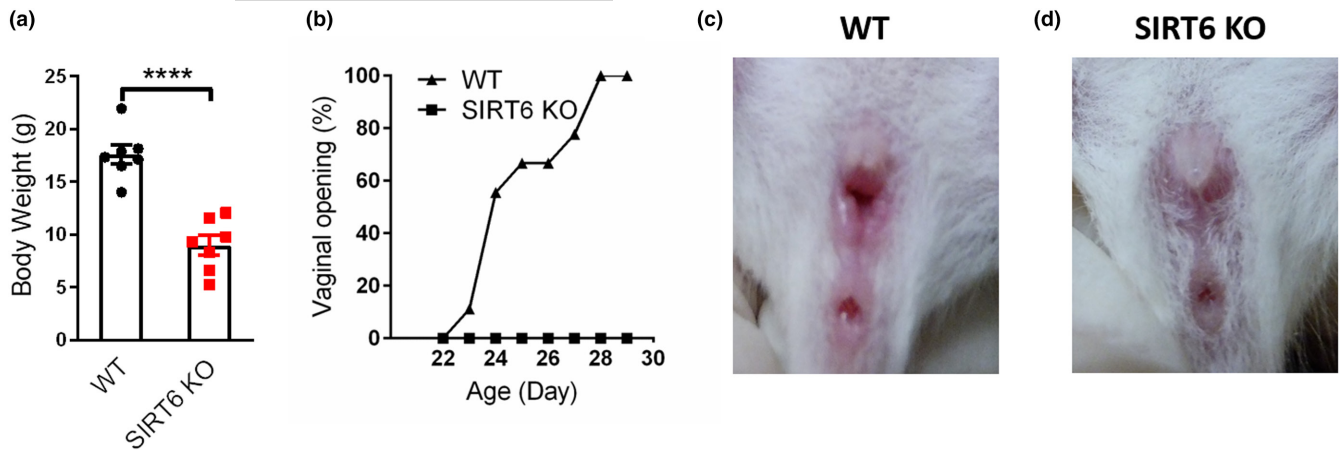 (a)
Body Weight (g)
25
20
15
10
5
0
****
WT
SIRT6 KO
(b)
Vaginal opening (%)
100
80
60
40
20
0
WT
SIRT6 KO
22 24 26 28 30
Age (Day)
(c)
WT
(d)
SIRT6 KO